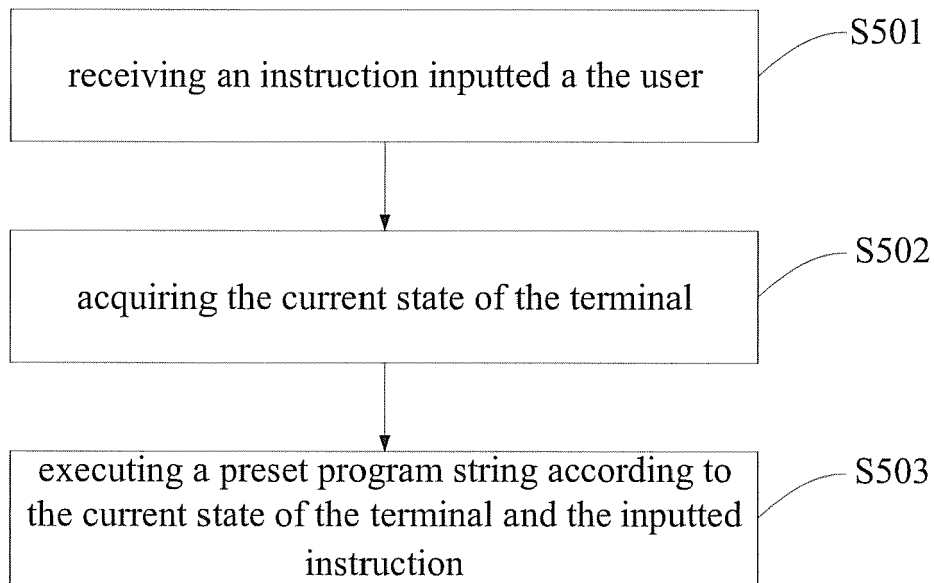 S501
receiving an instruction inputted a the user
S502
acquiring the current state of the terminal
S503
executing a preset program string according to
the current state of the terminal and the inputted
instruction